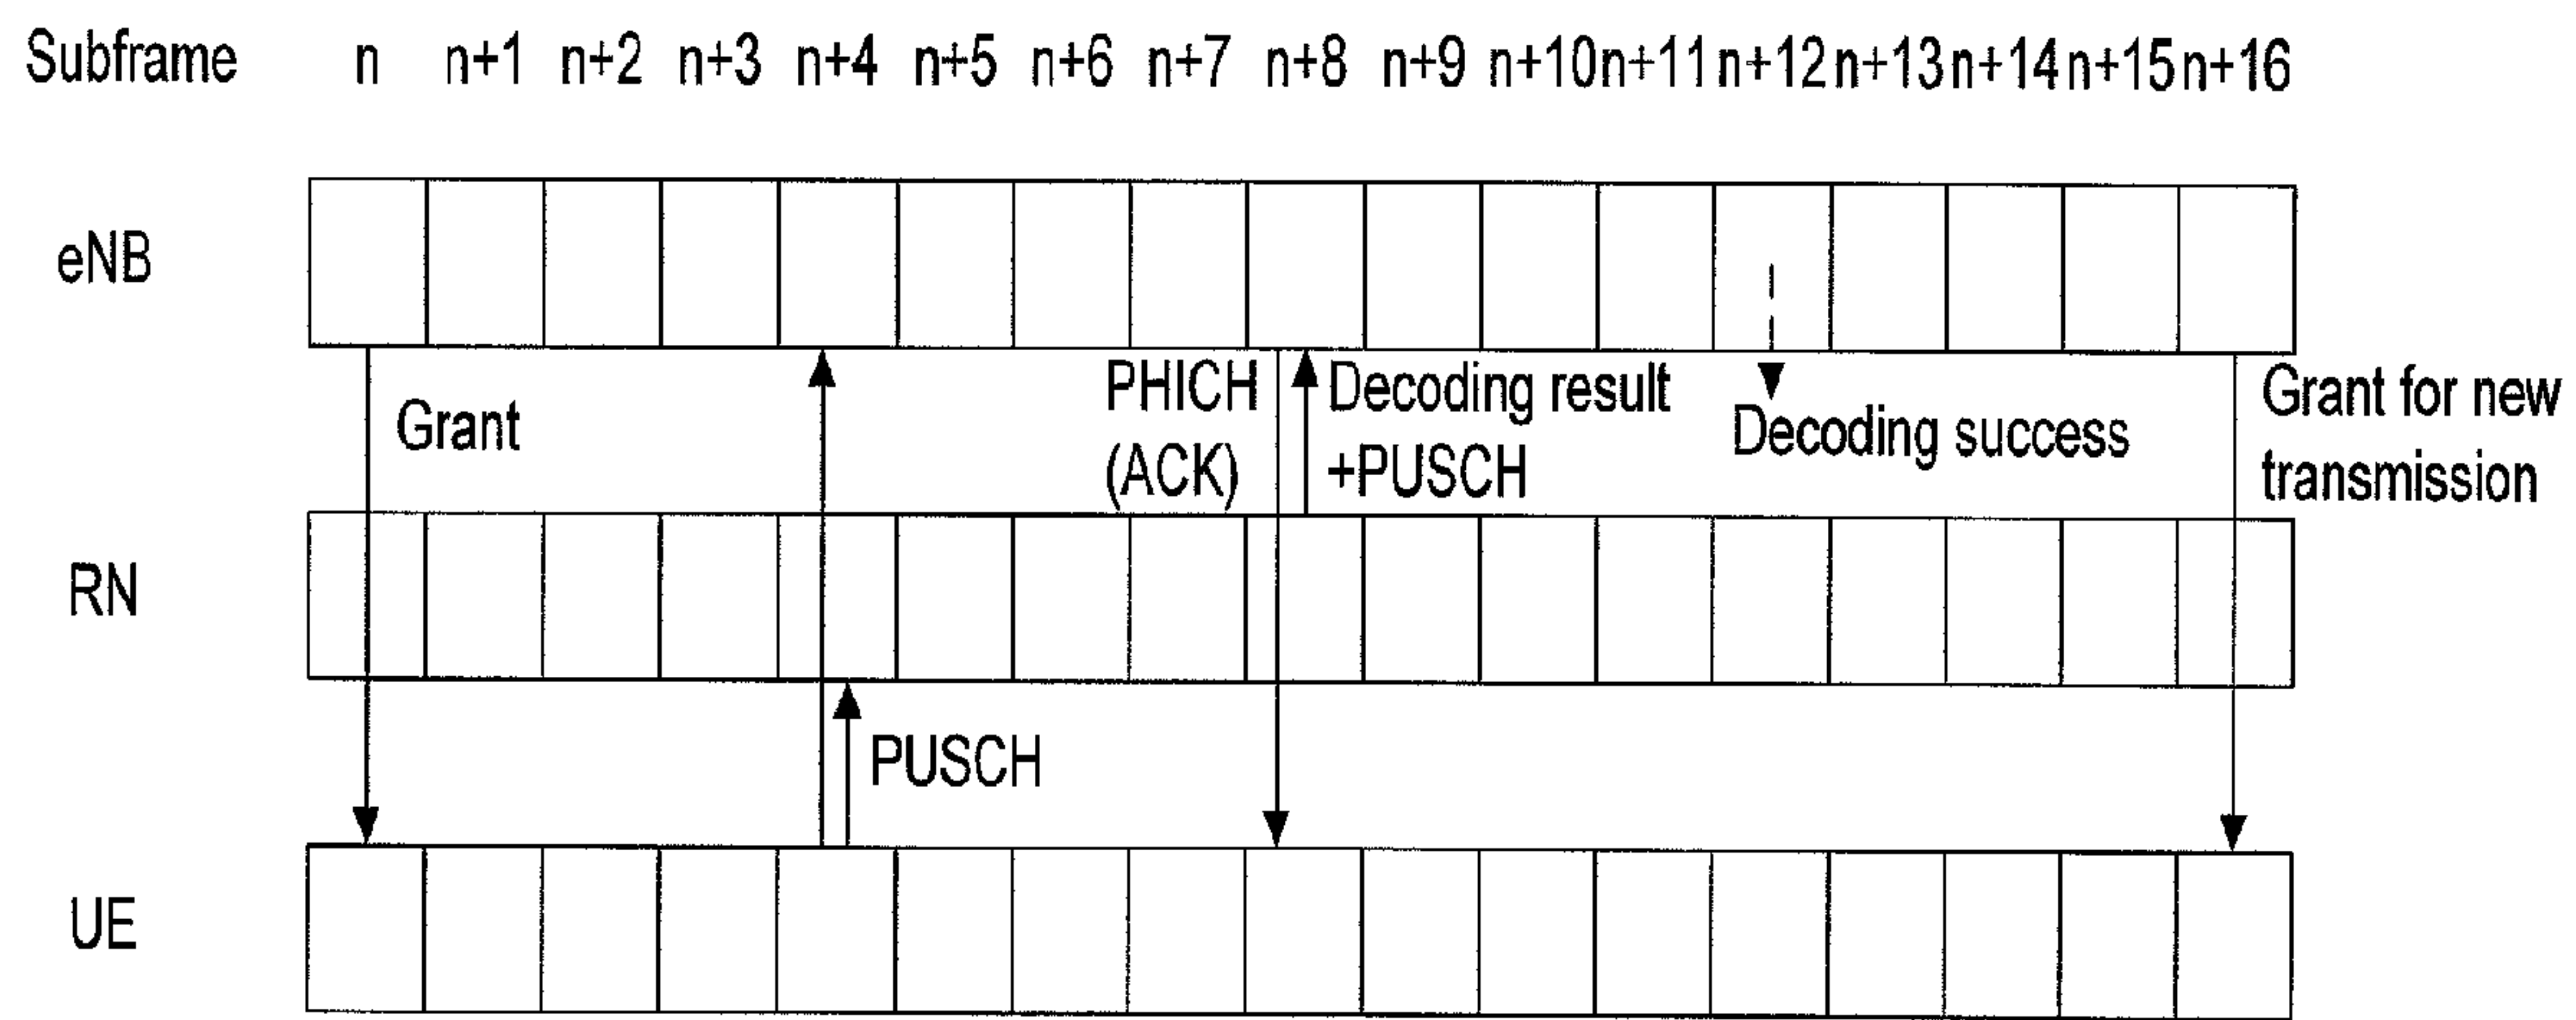 Subframe n n+1 n+2 n+3 n+4 n+5 n+6 n+7 n+8 n+9 n+10 n+11 n+12 n+13 n+14 n+15 n+16
eNB
Grant
PHICH
(ACK)
Decoding result
+PUSCH
Decoding success
Grant for new
transmission
RN
PUSCH
UE